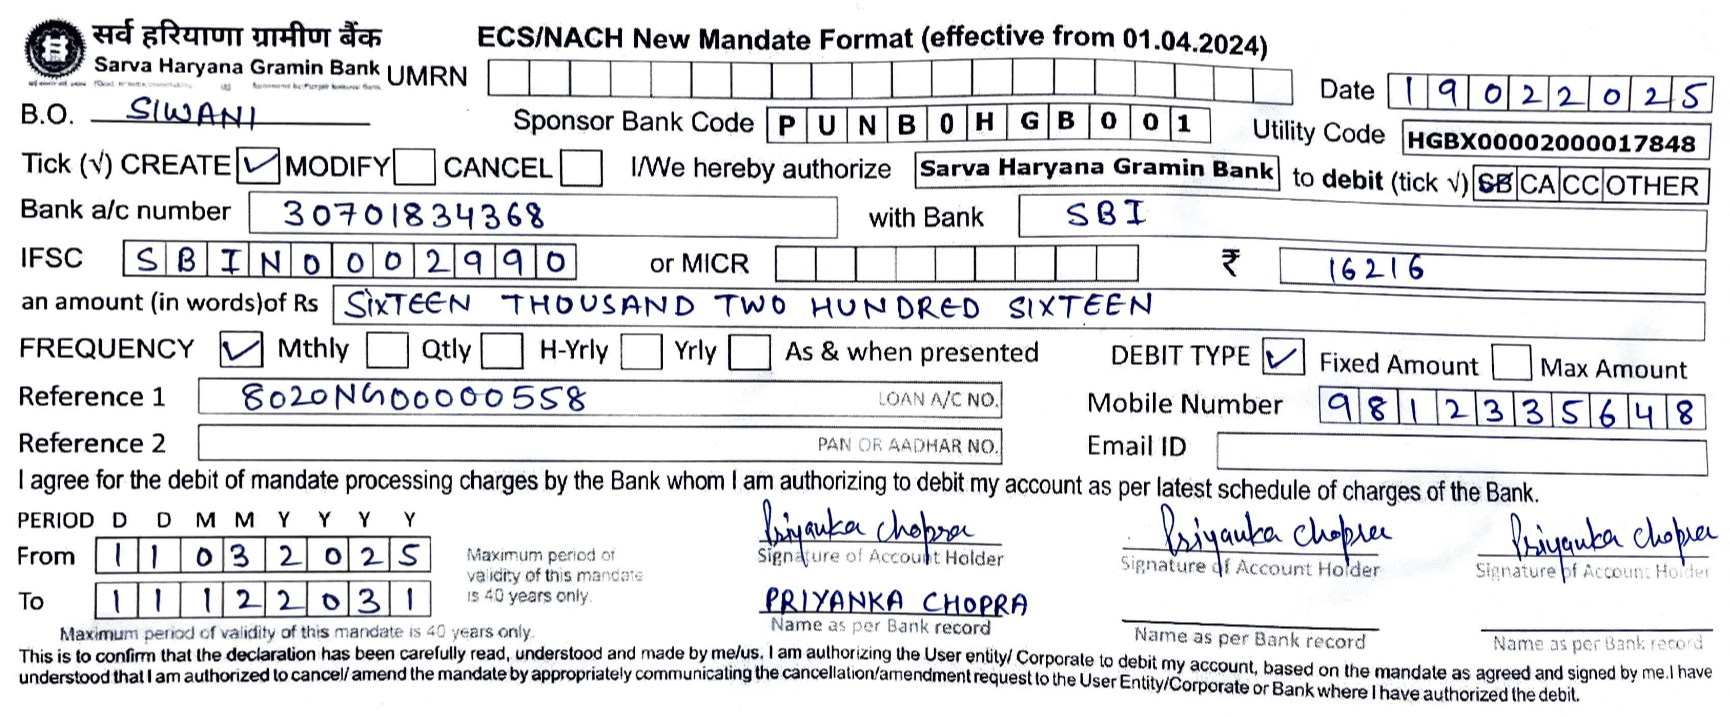 सर्व हरियाणा ग्रामीण बैंक
Sarva Haryana Gramin Bank
ECS/NACH New Mandate Format (effective from 01.04.2024)
UMRN
Date 19022025
B.O. SIWANI
Sponsor Bank Code PUNB0HGB001
Utility Code HGBX00002000017848
Tick (√) CREATE ✓ MODIFY CANCEL I/We hereby authorize Sarva Haryana Gramin Bank to debit (tick √) SB CA CC OTHER
Bank a/c number 30701834368 with Bank SBI
IFSC SBIN0002990 or MICR ₹ 16216
an amount (in words)of Rs SIXTEEN THOUSAND TWO HUNDRED SIXTEEN
FREQUENCY ✓ Mthly Qtly H-Yrly Yrly As & when presented DEBIT TYPE ✓ Fixed Amount Max Amount
Reference 1 8020NG00000558 LOAN A/C NO. Mobile Number 9812335648
Reference 2 PAN OR AADHAR NO. Email ID
I agree for the debit of mandate processing charges by the Bank whom I am authorizing to debit my account as per latest schedule of charges of the Bank.
PERIOD D D M M Y Y Y Y
From 11032025
To 11122031
Maximum period of
validity of this mandate
is 40 years only.
Maximum period of validity of this mandate is 40 years only.
Priyanka Chopra
Signature of Account Holder
PRIYANKA CHOPRA
Name as per Bank record
Priyanka Chopra
Signature of Account Holder
Name as per Bank record
Priyanka Chopra
Signature of Account Holder
Name as per Bank record
This is to confirm that the declaration has been carefully read, understood and made by me/us. I am authorizing the User entity/ Corporate to debit my account, based on the mandate as agreed and signed by me.I have
understood that I am authorized to cancel/ amend the mandate by appropriately communicating the cancellation/amendment request to the User Entity/Corporate or Bank where I have authorized the debit.